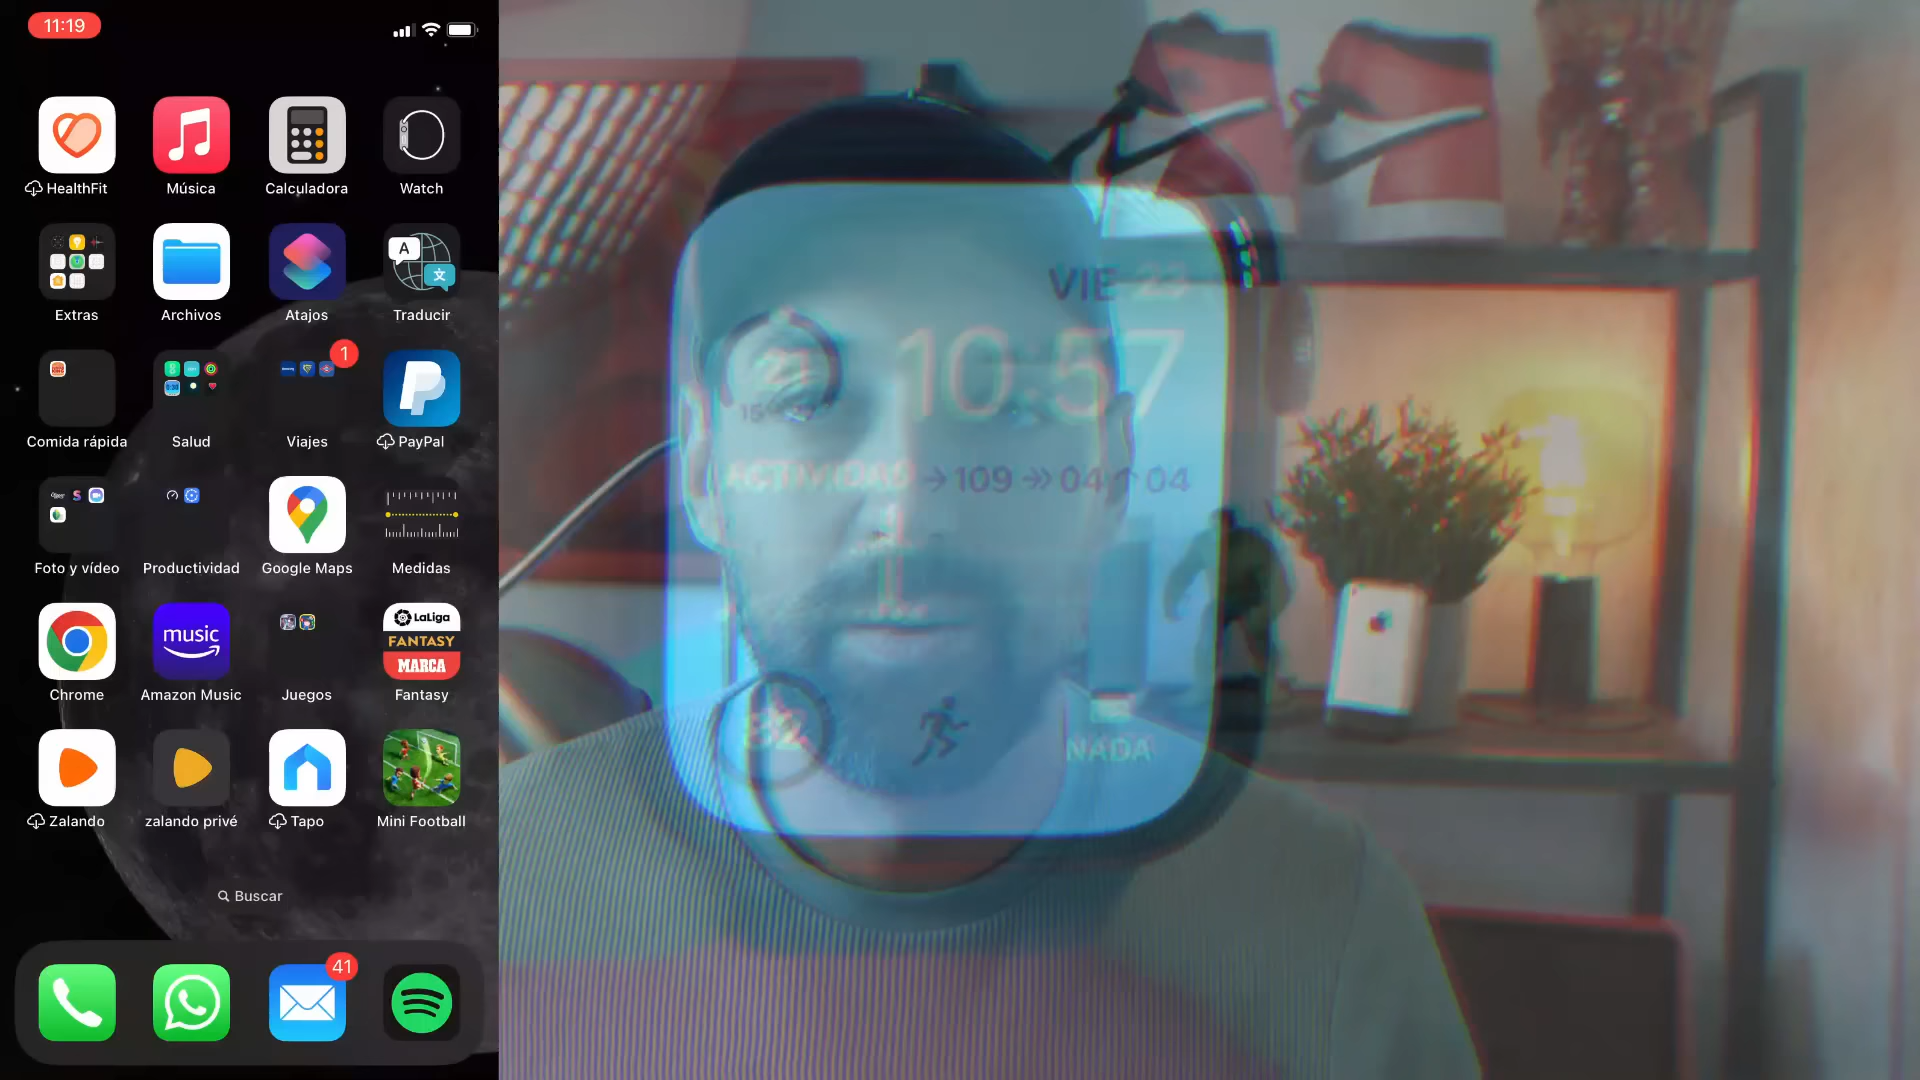 11:19
HealthFit
Música
Calculadora
Watch
Extras
Archivos
Atajos
Traducir
1
Comida rápida
Salud
Viajes
PayPal
Foto y vídeo
Productividad
Google Maps
Medidas
LaLiga
FANTASY
MARCA
music
Chrome
Amazon Music
Juegos
Fantasy
Zalando
zalando privé
Tapo
Mini Football
Buscar
41
VIE 23
10:57
21
ACTIVIDAD → 109 » 04 ↑ 04
NADA